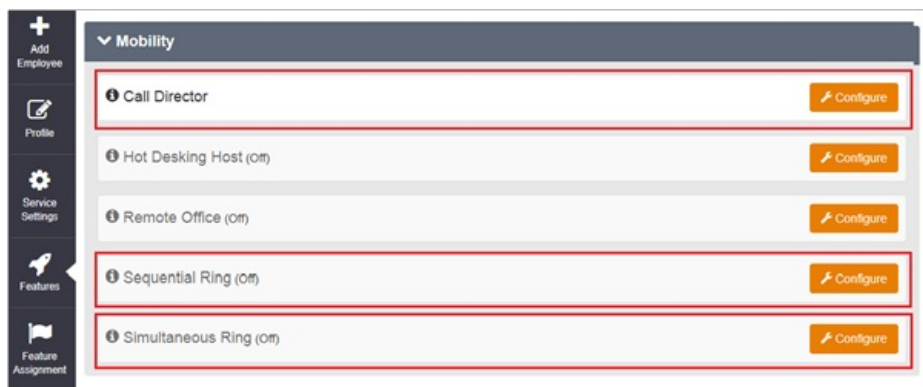 Add
Employee
Profile
Service
Settings
Features
Feature
Assignment
Mobility
Call Director
Configure
Hot Desking Host (Off)
Configure
Remote Office (Off)
Configure
Sequential Ring (Off)
Configure
Simultaneous Ring (Off)
Configure